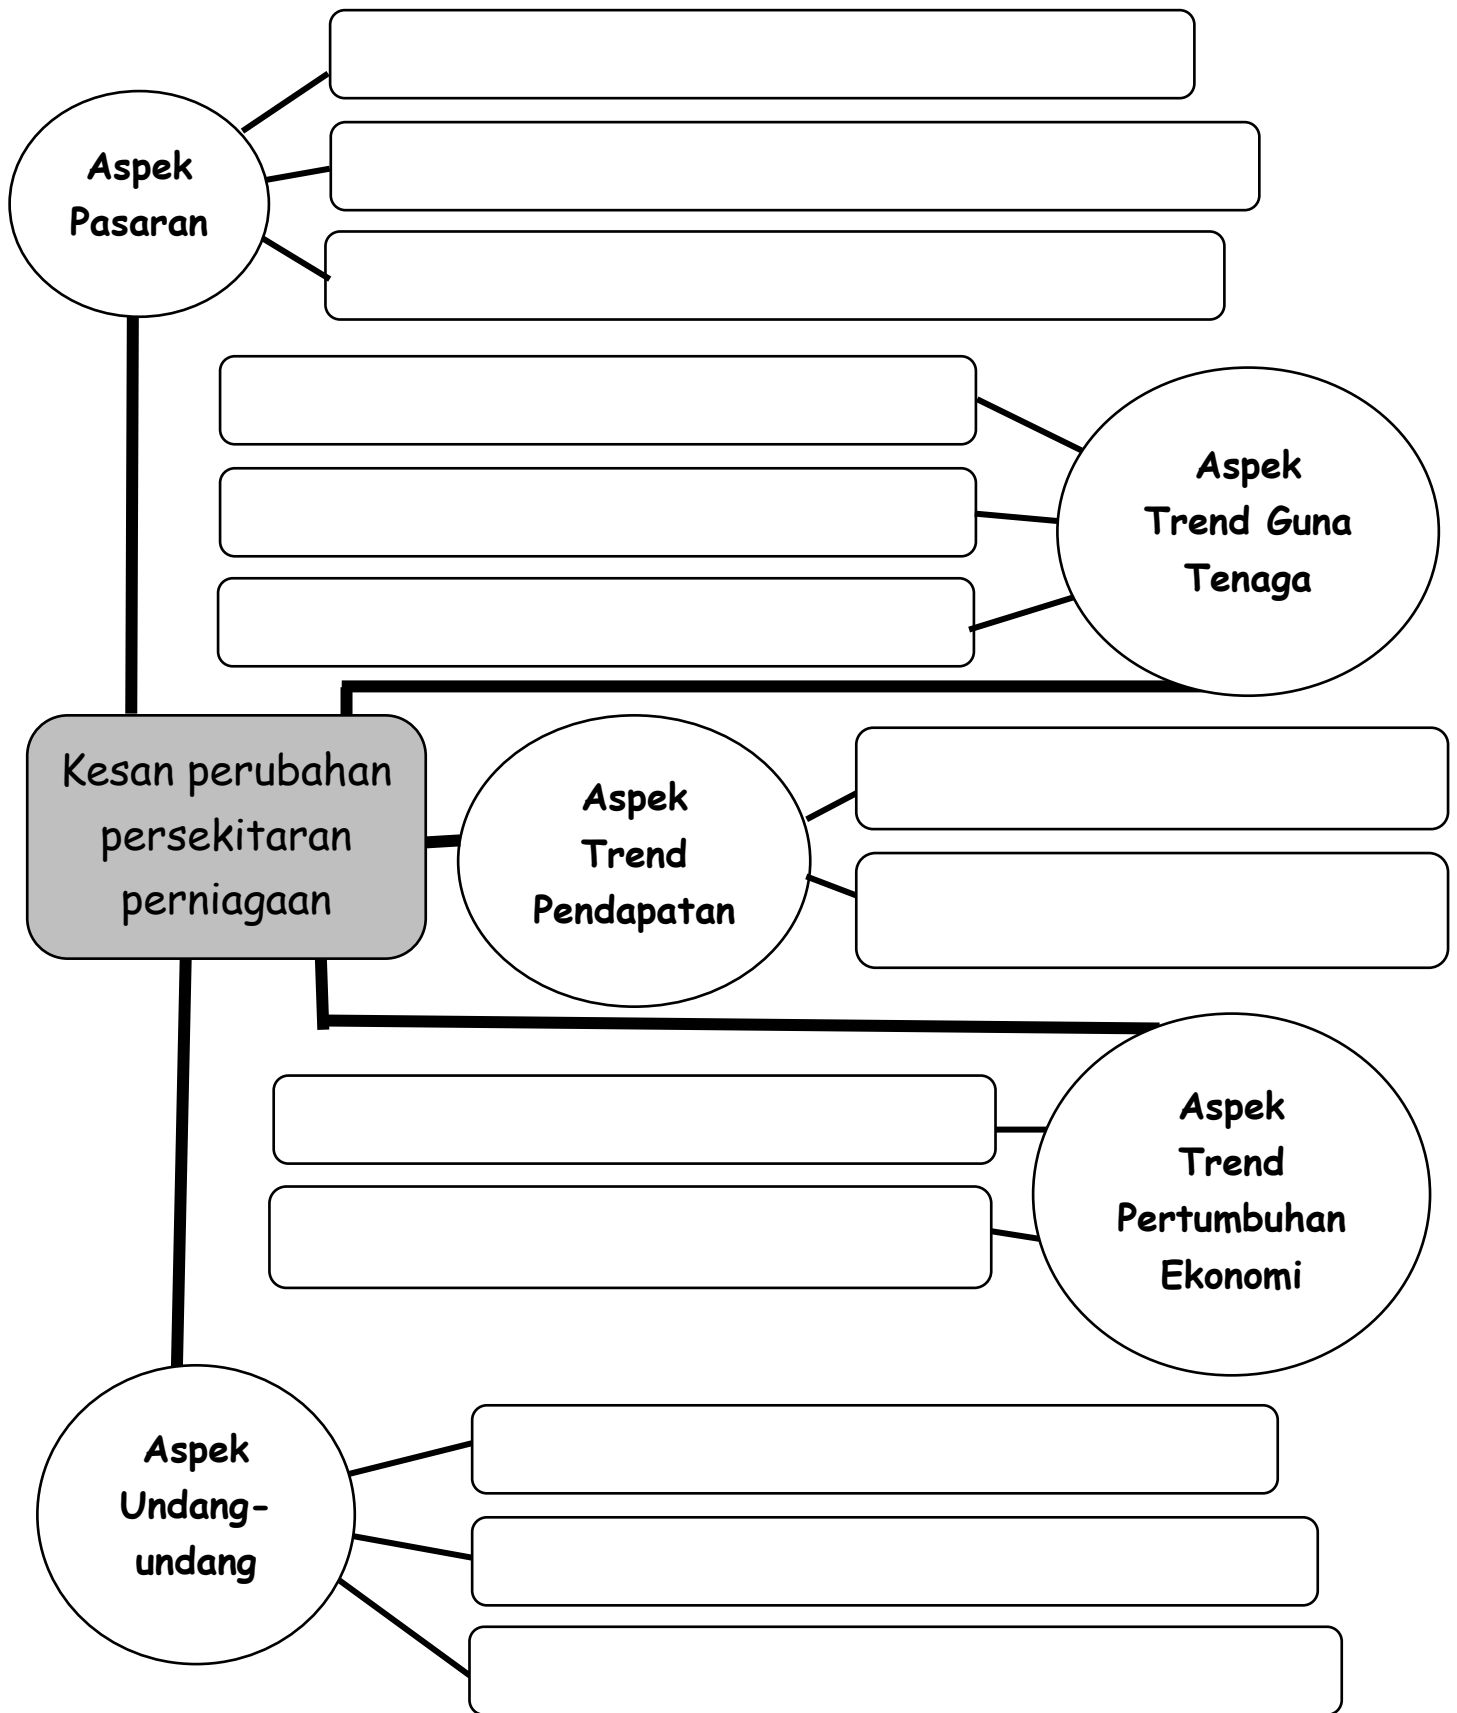 Aspek
Pasaran
Aspek
Trend Guna
Tenaga
Kesan perubahan
persekitaran
perniagaan
Aspek
Trend
Pendapatan
Aspek
Trend
Pertumbuhan
Ekonomi
Aspek
Undang-
undang